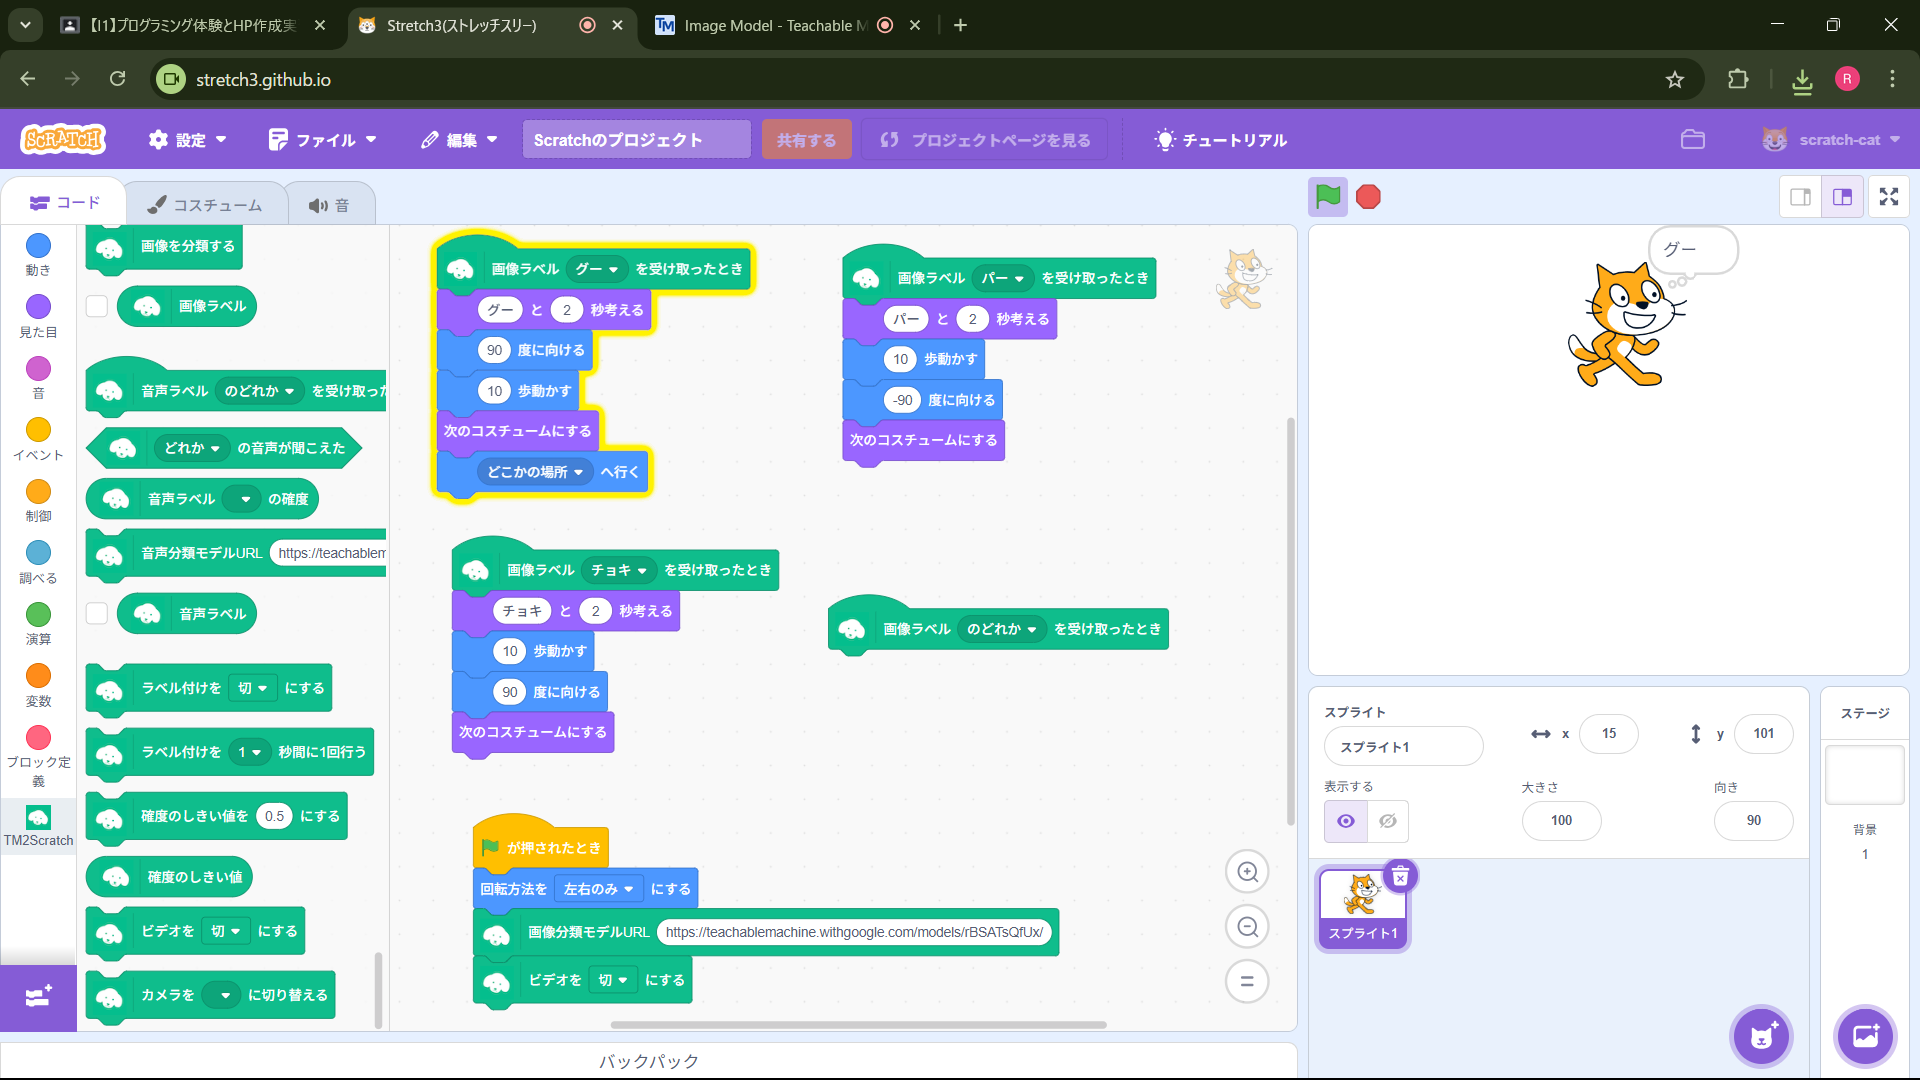 【I1】プログラミング体験とHP作成実
Stretch3(ストレッチスリー)
Image Model - Teachable M
stretch3.github.io
R
SCRATCH
設定
ファイル
編集
Scratchのプロジェクト
共有する
プロジェクトページを見る
チュートリアル
scratch-cat
コード
コスチューム
音
動き
見た目
音
イベント
制御
調べる
演算
変数
ブロック定義
TM2Scratch
画像を分類する
画像ラベル
音声ラベル のどれか を受け取った
どれか の音声が聞こえた
音声ラベル の確度
音声分類モデルURL https://teachablem
音声ラベル
ラベル付けを 切 にする
ラベル付けを 1 秒間に1回行う
確度のしきい値を 0.5 にする
確度のしきい値
ビデオを 切 にする
カメラを に切り替える
画像ラベル グー を受け取ったとき
グー と 2 秒考える
90 度に向ける
10 歩動かす
次のコスチュームにする
どこかの場所 へ行く
画像ラベル パー を受け取ったとき
パー と 2 秒考える
10 歩動かす
-90 度に向ける
次のコスチュームにする
画像ラベル チョキ を受け取ったとき
チョキ と 2 秒考える
10 歩動かす
90 度に向ける
次のコスチュームにする
画像ラベル のどれか を受け取ったとき
が押されたとき
回転方法を 左右のみ にする
画像分類モデルURL https://teachablemachine.withgoogle.com/models/rBSATsQfUx/
ビデオを 切 にする
バックパック
グー
スプライト
スプライト1
x 15
y 101
表示する
大きさ
100
向き
90
スプライト1
ステージ
背景
1